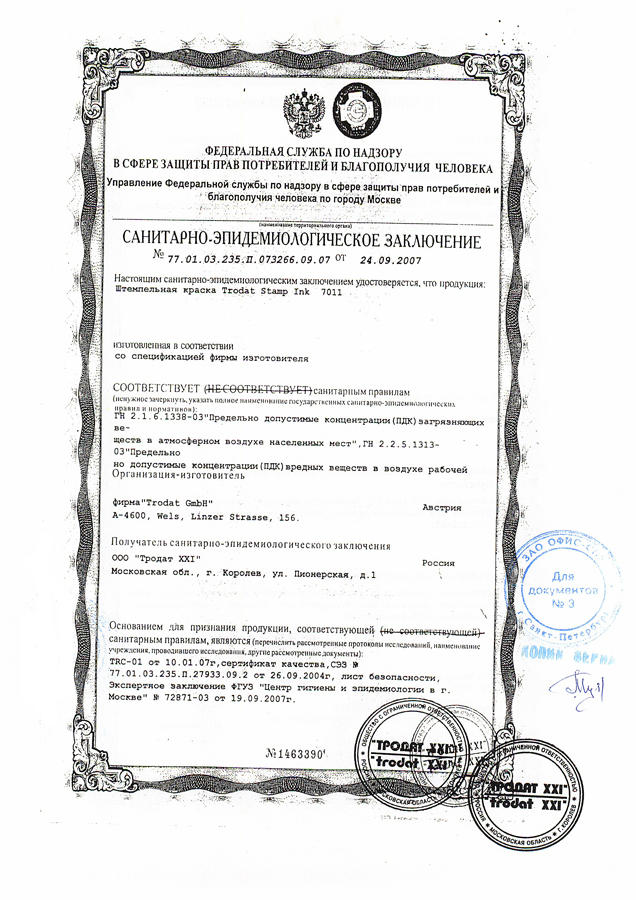 ФЕДЕРАЛЬНАЯ СЛУЖБА ПО НАДЗОРУ
В СФЕРЕ ЗАЩИТЫ ПРАВ ПОТРЕБИТЕЛЕЙ И БЛАГОПОЛУЧИЯ ЧЕЛОВЕКА
Управление Федеральной службы по надзору в сфере защиты прав потребителей и
благополучия человека по городу Москве
(наименование территориального органа)
САНИТАРНО-ЭПИДЕМИОЛОГИЧЕСКОЕ ЗАКЛЮЧЕНИЕ
№ 77.01.03.235.П.073266.09.07 от 24.09.2007
Настоящим санитарно-эпидемиологическим заключением удостоверяется, что продукция:
Штемпельная краска Trodat Stamp Ink 7011
изготовленная в соответствии
со спецификацией фирмы изготовителя
СООТВЕТСТВУЕТ (НЕ СООТВЕТСТВУЕТ) санитарным правилам
(ненужное зачеркнуть, указать полное наименование государственных санитарно-эпидемиологических
правил и нормативов):
ГН 2.1.6.1338-03"Предельно допустимые концентрации(ПДК)загрязняющих
ве-
ществ в атмосферном воздухе населенных мест",ГН 2.2.5.1313-
03"Предельно
но допустимые концентрации(ПДК)вредных веществ в воздухе рабочей
Организация-изготовитель
фирма"Trodat GmbH" Австрия
A-4600, Wels, Linzer Strasse, 156.
Получатель санитарно-эпидемиологического заключения
ООО "Тродат XXI" Россия
Московская обл., г. Королев, ул. Пионерская, д.1
Основанием для признания продукции, соответствующей (не соответствующей)
санитарным правилам, являются (перечислить рассмотренные протоколы исследований, наименование
учреждения, проводившего исследования, другие рассмотренные документы):
TRC-01 от 10.01.07г,сертификат качества,СЭЗ №
77.01.03.235.П.27933.09.2 от 26.09.2004г, лист безопасности,
Экспертное заключение ФГУЗ "Центр гигиены и эпидемиологии в г.
Москве" № 72871-03 от 19.09.2007г.
№1463390
ЗАО ОФИС-
Для
документов
№ 3
г. Санкт-Петербург
КОПИЯ ВЕРНА
ОБЩЕСТВО С ОГРАНИЧЕННОЙ ОТВЕТСТВЕННОСТЬЮ
"ТРОДАТ XXI"
"trodat XXI"
МОСКОВСКАЯ ОБЛАСТЬ
ОГРАНИЧЕННОЙ ОТВЕТСТВЕННОСТЬЮ
"ТРОДАТ XXI"
"trodat XXI"
РОССИЯ ★ МОСКОВСКАЯ ОБЛАСТЬ ★ Г. КОРОЛЕВ